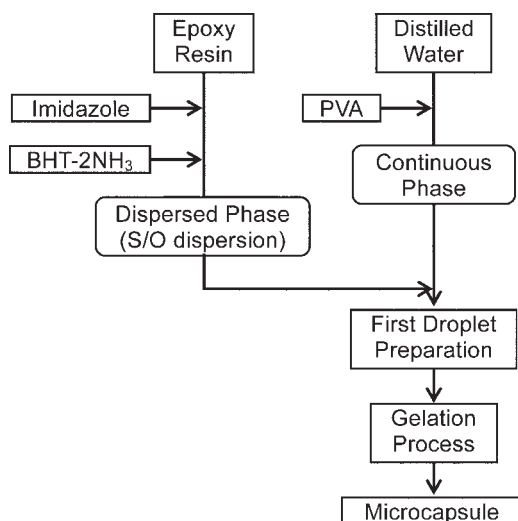 Epoxy
Resin
Distilled
Water
Imidazole
PVA
BHT-2NH₃
Continuous
Phase
Dispersed Phase
(S/O dispersion)
First Droplet
Preparation
Gelation
Process
Microcapsule